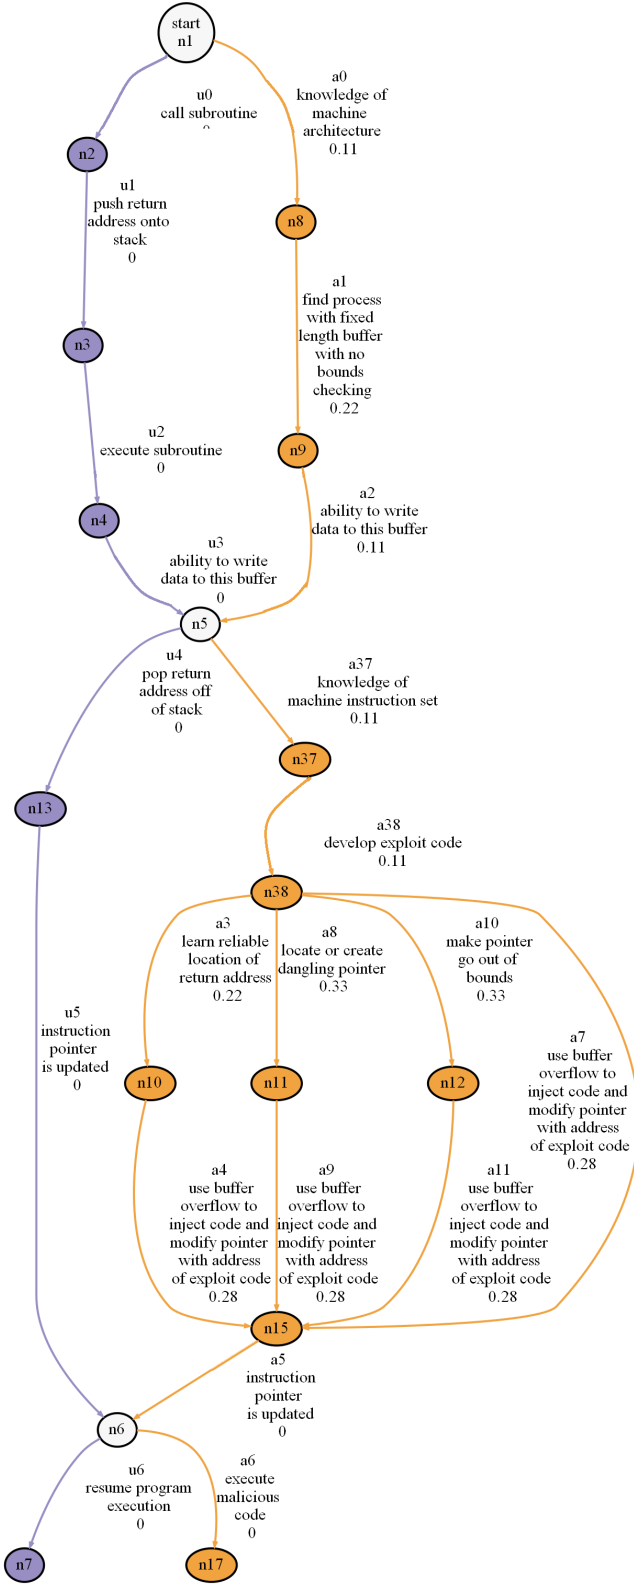 start
n1
u0
call subroutine
a0
knowledge of
machine
architecture
0.11
n2
u1
push return
address onto
stack
0
n8
a1
find process
with fixed
length buffer
with no
bounds
checking
0.22
n3
u2
execute subroutine
0
n9
a2
ability to write
data to this buffer
0.11
n4
u3
ability to write
data to this buffer
0
n5
u4
pop return
address off
of stack
0
a37
knowledge of
machine instruction set
0.11
n37
n13
a38
develop exploit code
0.11
n38
a3
learn reliable
location of
return address
0.22
a8
locate or create
dangling pointer
0.33
a10
make pointer
go out of
bounds
0.33
u5
instruction
pointer
is updated
0
a7
use buffer
overflow to
inject code and
modify pointer
with address
of exploit code
0.28
n10
n11
n12
a4
use buffer
overflow to
inject code and
modify pointer
with address
of exploit code
0.28
a9
use buffer
overflow to
inject code and
modify pointer
with address
of exploit code
0.28
a11
use buffer
overflow to
inject code and
modify pointer
with address
of exploit code
0.28
n15
a5
instruction
pointer
is updated
0
n6
u6
resume program
execution
0
a6
execute
malicious
code
0
n7
n17